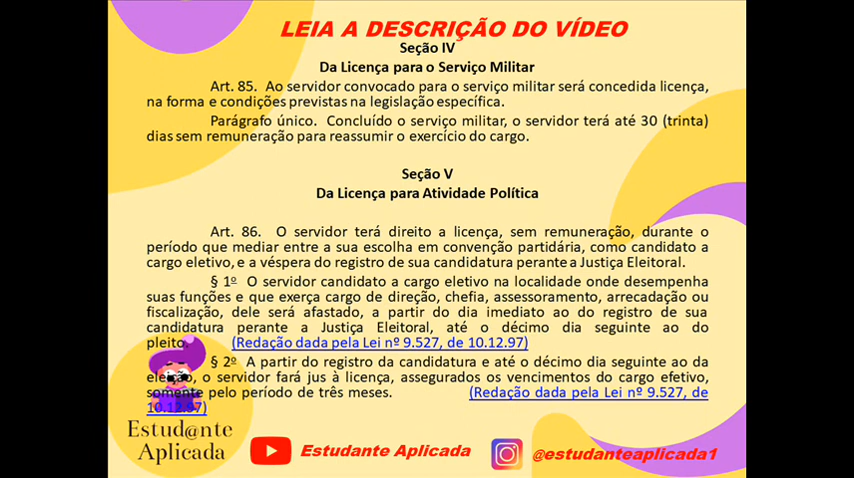 LEIA A DESCRIÇÃO DO VÍDEO
Seção IV
Da Licença para o Serviço Militar
Art. 85. Ao servidor convocado para o serviço militar será concedida licença,
na forma e condições previstas na legislação específica.
Parágrafo único. Concluído o serviço militar, o servidor terá até 30 (trinta)
dias sem remuneração para reassumir o exercício do cargo.
Seção V
Da Licença para Atividade Política
Art. 86. O servidor terá direito a licença, sem remuneração, durante o
período que mediar entre a sua escolha em convenção partidária, como candidato a
cargo eletivo, e a véspera do registro de sua candidatura perante a Justiça Eleitoral.
§ 1º O servidor candidato a cargo eletivo na localidade onde desempenha
suas funções e que exerça cargo de direção, chefia, assessoramento, arrecadação ou
fiscalização, dele será afastado, a partir do dia imediato ao do registro de sua
candidatura perante a Justiça Eleitoral, até o décimo dia seguinte ao do
pleito. (Redação dada pela Lei nº 9.527, de 10.12.97)
§ 2º A partir do registro da candidatura e até o décimo dia seguinte ao da
eleição, o servidor fará jus à licença, assegurados os vencimentos do cargo efetivo,
somente pelo período de três meses. (Redação dada pela Lei nº 9.527, de
10.12.97)
Estud@nte
Aplicada
Estudante Aplicada
@estudanteaplicada1